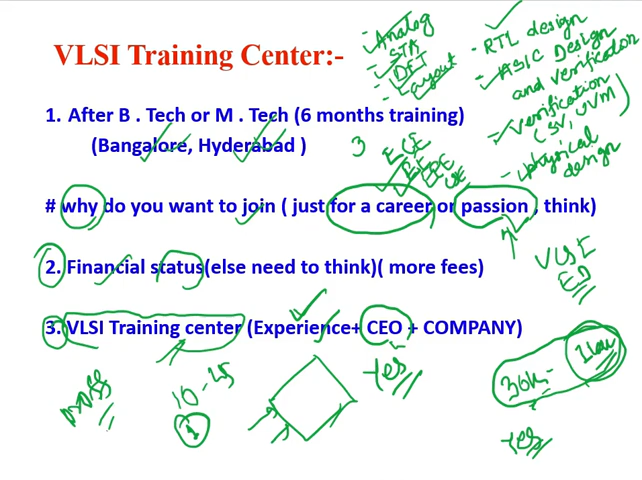 VLSI Training Center:-
Analog
STA
DFT
Layout
- RTL design
- ASIC Design
and verification
- Verification
(SV, UVM)
- physical
design
1. After B . Tech or M . Tech (6 months training)
(Bangalore, Hyderabad )
3
ECE
EEE
# why do you want to join ( just for a career or passion , think)
2. Financial status(else need to think)( more fees)
VLSI
3. VLSI Training center (Experience+ CEO + COMPANY)
Yes
10-15
1
30K-
Yes